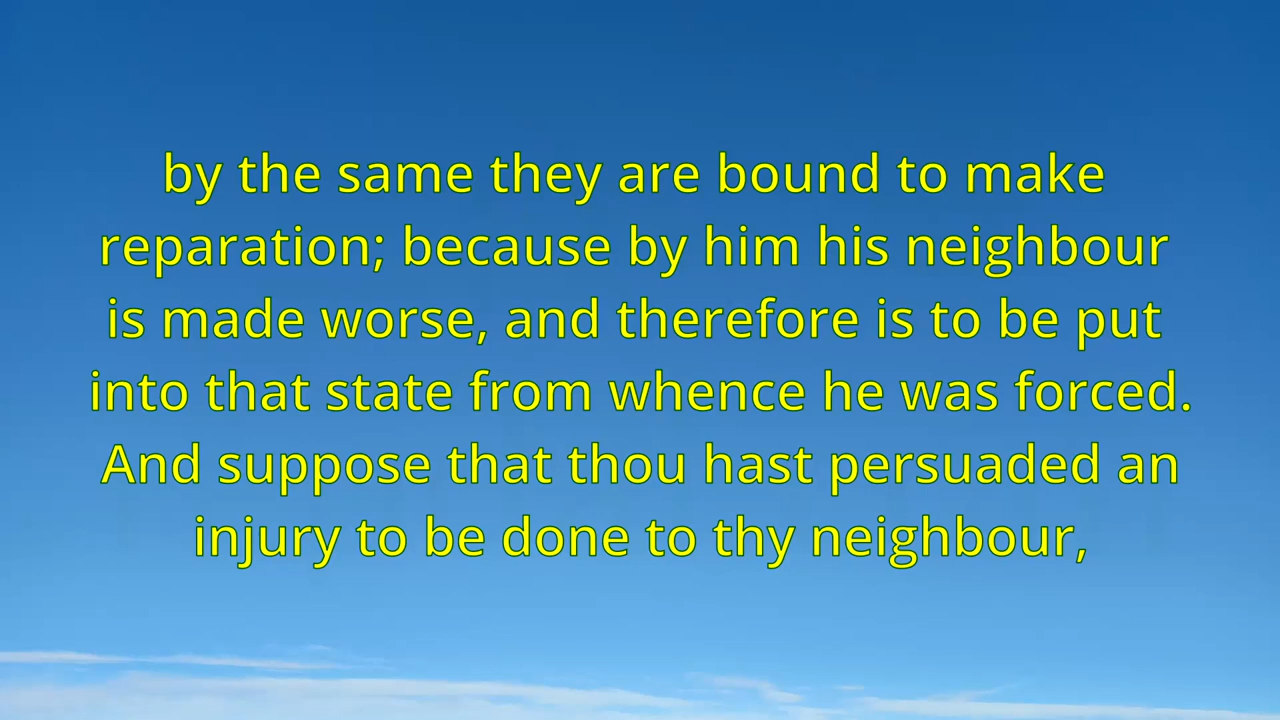 by the same they are bound to make
reparation; because by him his neighbour
is made worse, and therefore is to be put
into that state from whence he was forced.
And suppose that thou hast persuaded an
injury to be done to thy neighbour,